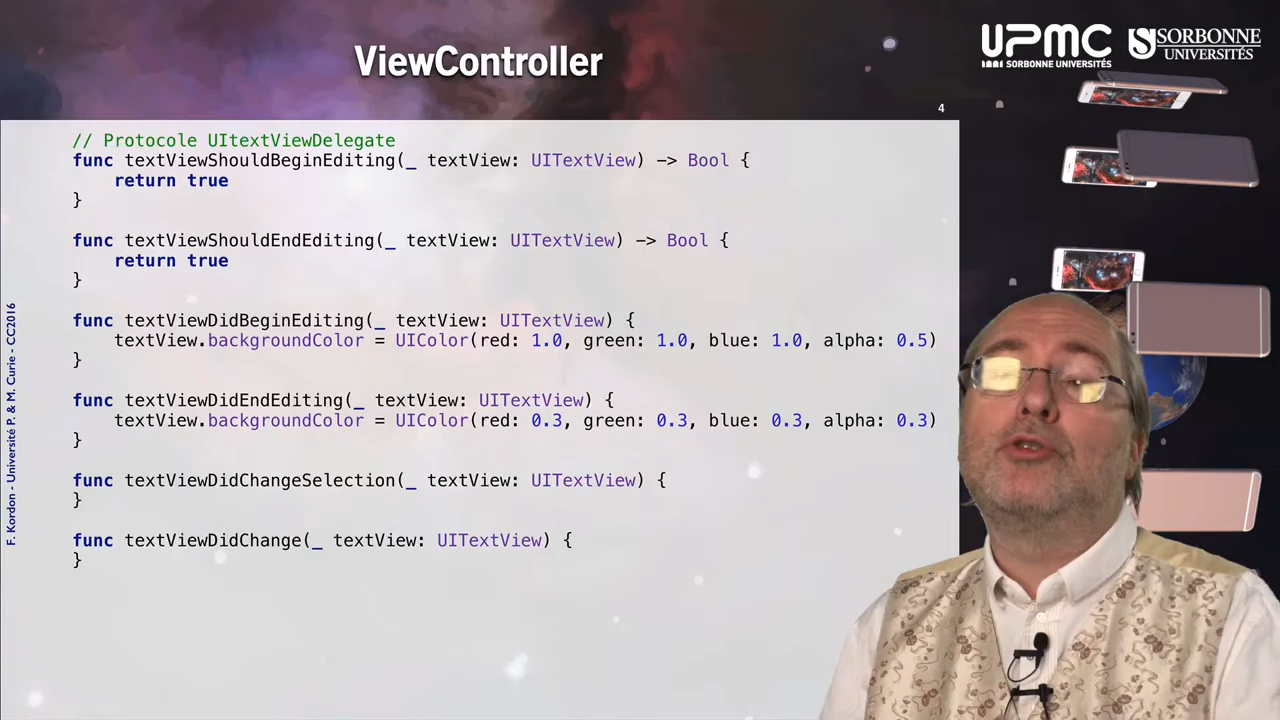 ViewController
UPMC
SORBONNE UNIVERSITÉS
SORBONNE
UNIVERSITÉS
4
// Protocole UItextViewDelegate
func textViewShouldBeginEditing(_ textView: UITextView) -> Bool {
    return true
}
func textViewShouldEndEditing(_ textView: UITextView) -> Bool {
    return true
}
func textViewDidBeginEditing(_ textView: UITextView) {
    textView.backgroundColor = UIColor(red: 1.0, green: 1.0, blue: 1.0, alpha: 0.5)
}
func textViewDidEndEditing(_ textView: UITextView) {
    textView.backgroundColor = UIColor(red: 0.3, green: 0.3, blue: 0.3, alpha: 0.3)
}
func textViewDidChangeSelection(_ textView: UITextView) {
}
func textViewDidChange(_ textView: UITextView) {
}
F. Kordon - Université P. & M. Curie - CC2016